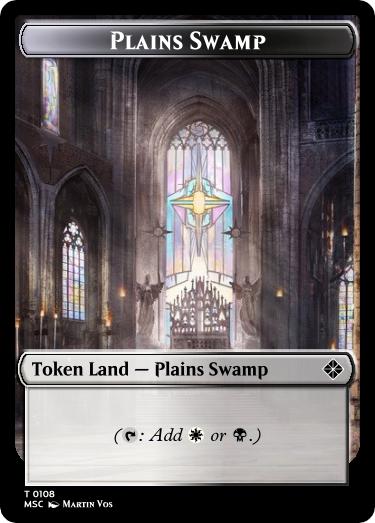 Plains Swamp
Token Land — Plains Swamp
(: Add or .)
T 0108
MSC Martin Vos